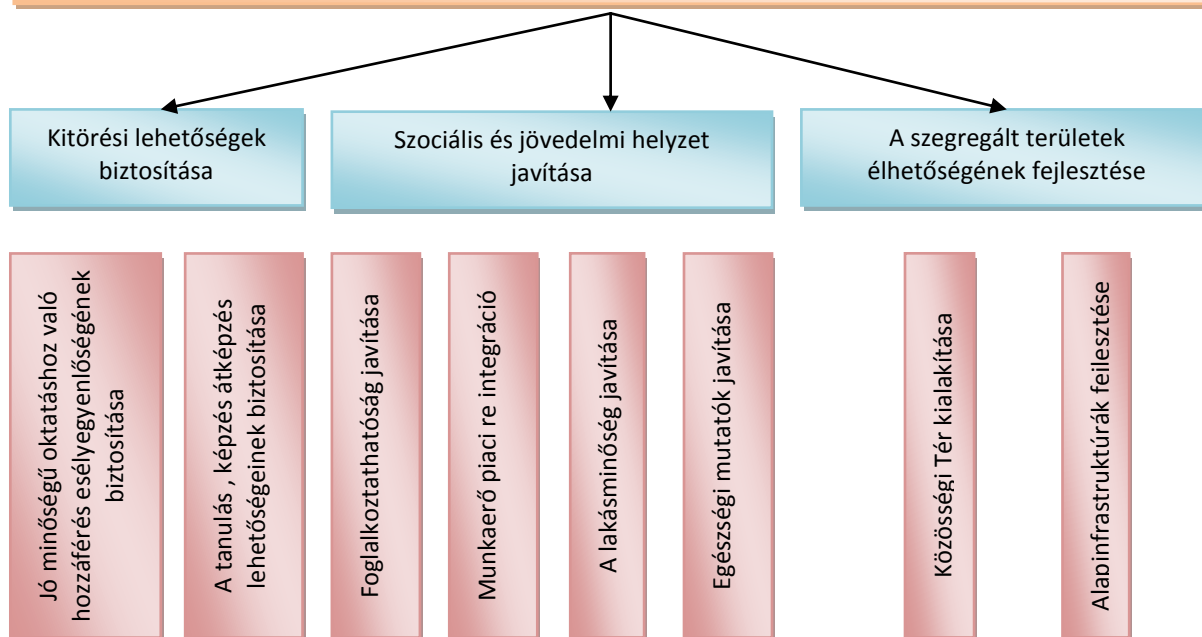 Kitörési lehetőségek
biztosítása
Szociális és jövedelmi helyzet
javítása
A szegregált területek
élhetőségének fejlesztése
Jó minőségű oktatáshoz való
hozzáférés esélyegyenlőségének
biztosítása
A tanulás , képzés átképzés
lehetőségeinek biztosítása
Foglalkoztathatóság javítása
Munkaerő piaci re integráció
A lakásminőség javítása
Egészségi mutatók javítása
Közösségi Tér kialakítása
Alapinfrastruktúrák fejlesztése